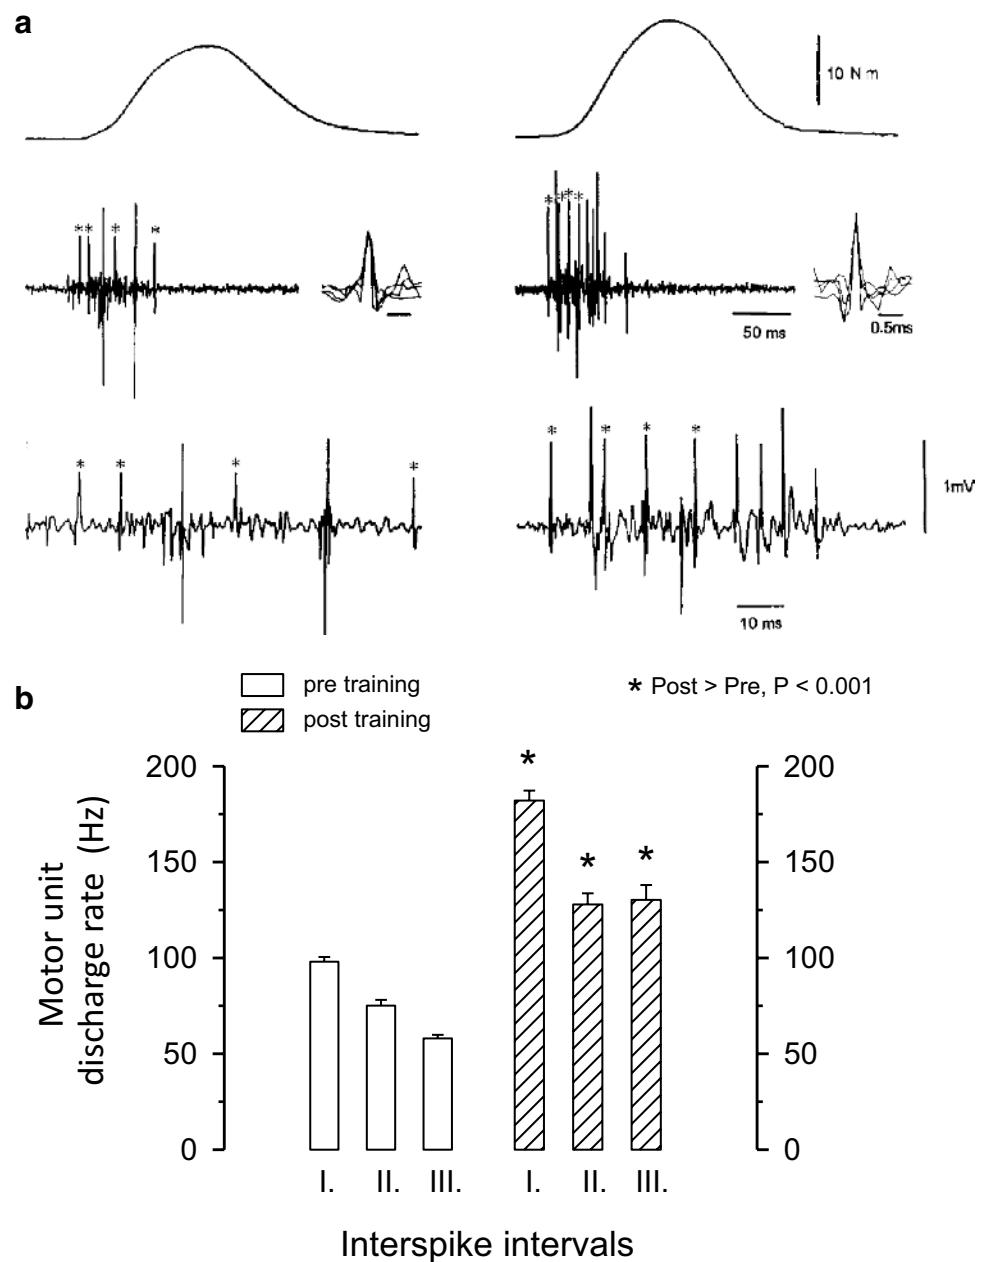 a
10 N m
* * * *
* * * *
50 ms
0.5ms
* * * *
* * * *
1mV
10 ms
b
pre training
post training
* Post > Pre, P < 0.001
Motor unit
discharge rate (Hz)
200
150
100
50
0
*
*
*
200
150
100
50
0
I. II. III. I. II. III.
Interspike intervals